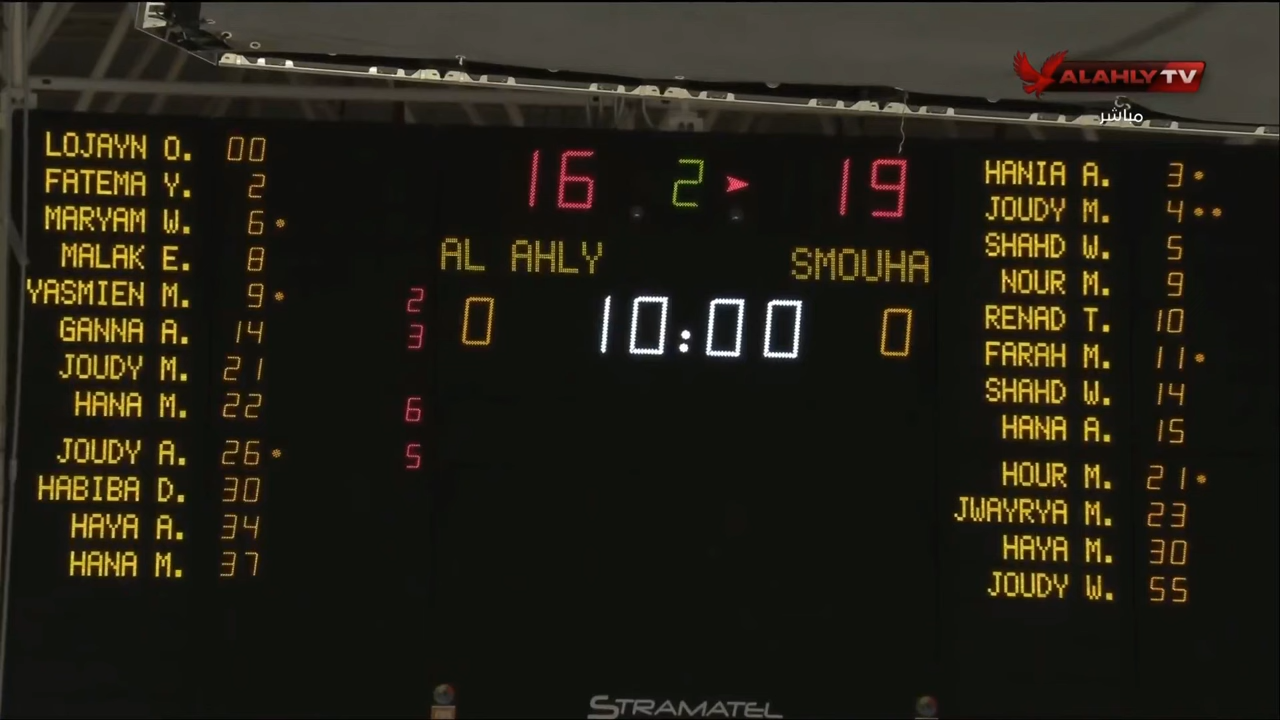 ALAHLYTV
مباشر
16 2 19
AL AHLY SMOUHA
0 10:00 0
LOJAYN O. 00
FATEMA Y. 2
MARYAM W. 6
MALAK E. 8
YASMIEN M. 9 2
GANNA A. 14 3
JOUDY M. 21
HANA M. 22 6
JOUDY A. 26 5
HABIBA D. 30
HAYA A. 34
HANA M. 37
HANIA A. 3
JOUDY M. 4
SHAHD W. 5
NOUR M. 9
RENAD T. 10
FARAH M. 11
SHAHD W. 14
HANA A. 15
HOUR M. 21
JWAYRYA M. 23
HAYA M. 30
JOUDY W. 55
STRAMATEL